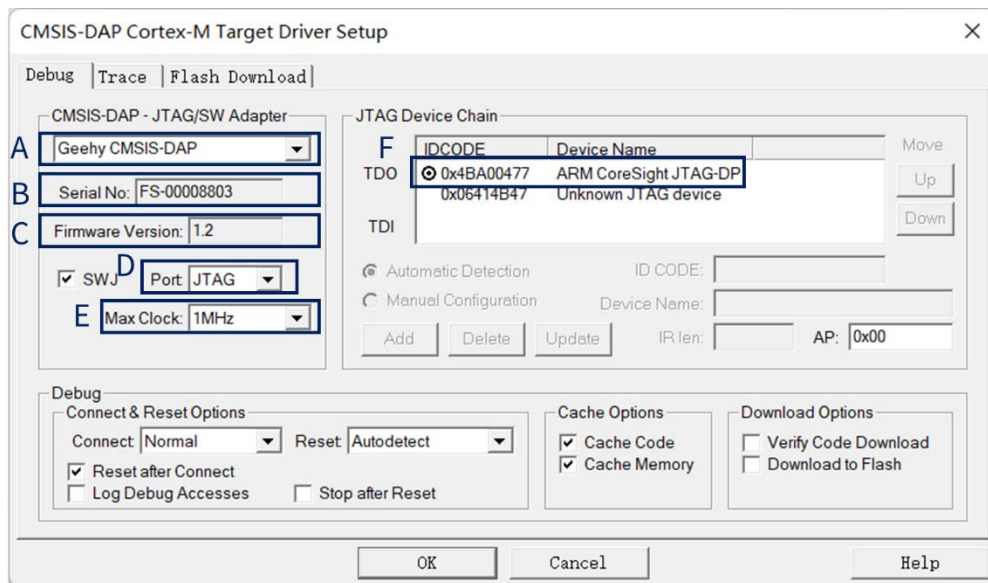 CMSIS-DAP Cortex-M Target Driver Setup
Debug Trace Flash Download
CMSIS-DAP - JTAG/SW Adapter
A Geehy CMSIS-DAP
B Serial No: FS-00008803
C Firmware Version: 1.2
SWJ D Port: JTAG
E Max Clock: 1MHz
JTAG Device Chain
F IDCODE Device Name Move
TDO 0x4BA00477 ARM CoreSight JTAG-DP Up
0x06414B47 Unknown JTAG device
TDI Down
Automatic Detection ID CODE:
Manual Configuration Device Name:
Add Delete Update IR len: AP: 0x00
Debug
Connect & Reset Options
Connect: Normal Reset: Autodetect
Reset after Connect
Log Debug Accesses Stop after Reset
Cache Options
Cache Code
Cache Memory
Download Options
Verify Code Download
Download to Flash
OK Cancel Help